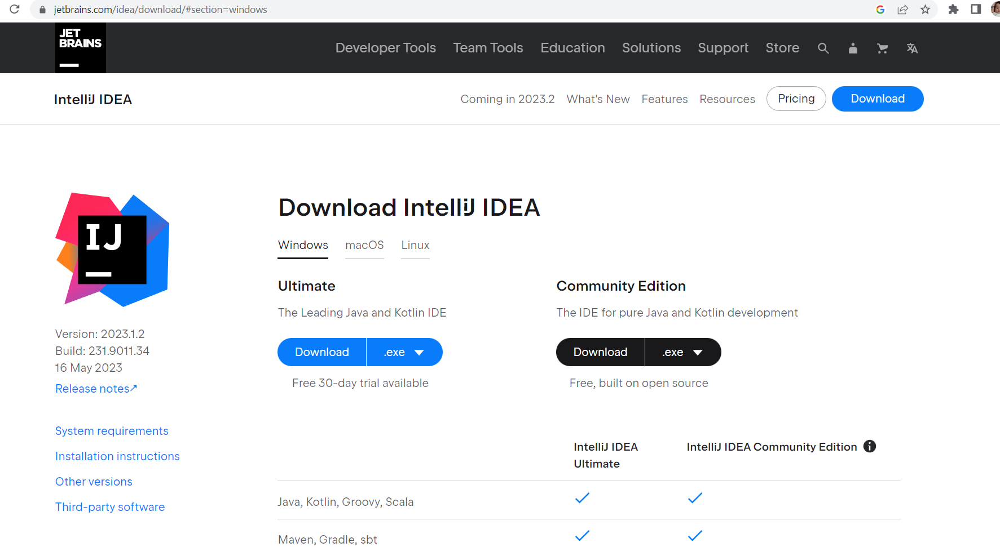 jetbrains.com/idea/download/#section=windows
JET
BRAINS
Developer Tools Team Tools Education Solutions Support Store
IntelliJ IDEA
Coming in 2023.2 What's New Features Resources Pricing Download
IJ
Download IntelliJ IDEA
Windows macOS Linux
Ultimate
The Leading Java and Kotlin IDE
Download .exe
Free 30-day trial available
Community Edition
The IDE for pure Java and Kotlin development
Download .exe
Free, built on open source
Version: 2023.1.2
Build: 231.9011.34
16 May 2023
Release notes↗
System requirements
Installation instructions
Other versions
Third-party software
IntelliJ IDEA
Ultimate
IntelliJ IDEA Community Edition
Java, Kotlin, Groovy, Scala
Maven, Gradle, sbt